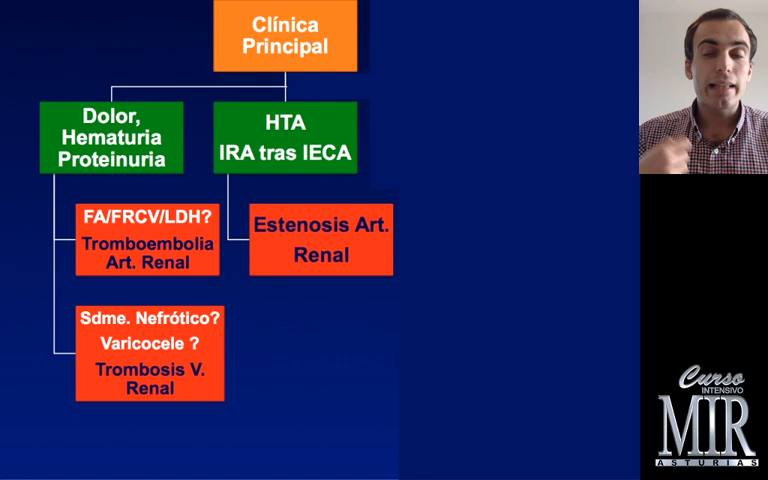 Clínica
Principal
Dolor,
Hematuria
Proteinuria
HTA
IRA tras IECA
FA/FRCV/LDH?
Tromboembolia
Art. Renal
Estenosis Art.
Renal
Sdme. Nefrótico?
Varicocele ?
Trombosis V.
Renal
Curso
INTENSIVO
MIR
ASTURIAS